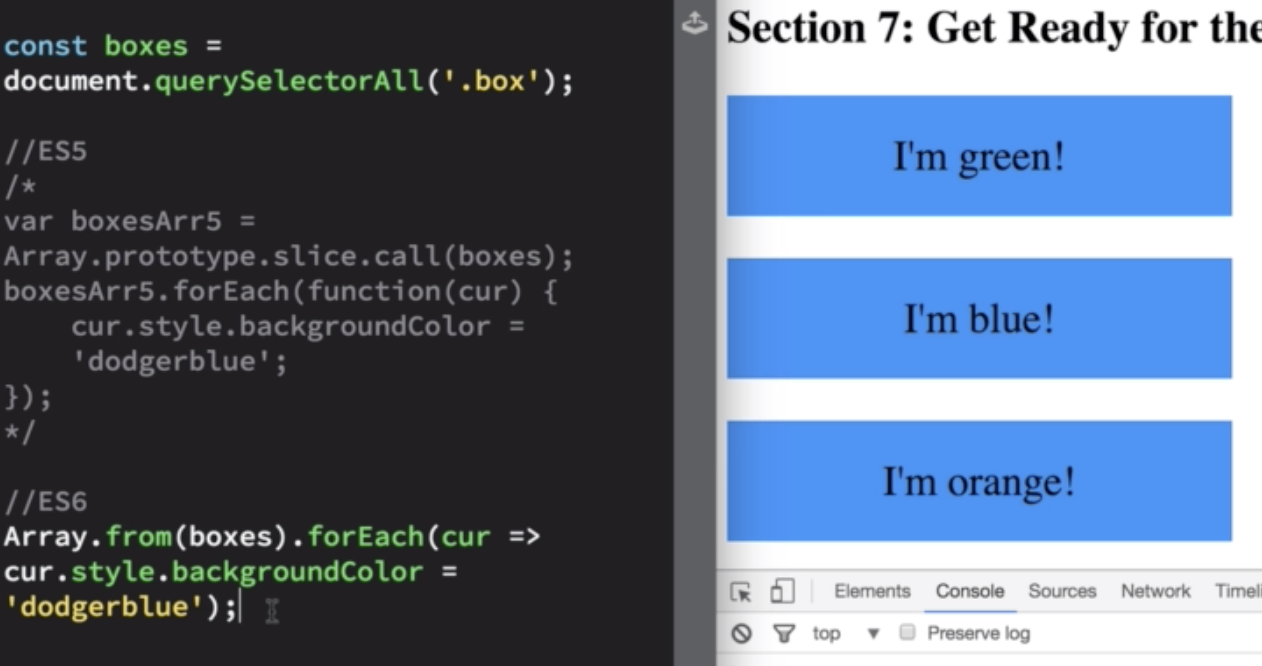 const boxes =
document.querySelectorAll('.box');
//ES5
/*
var boxesArr5 =
Array.prototype.slice.call(boxes);
boxesArr5.forEach(function(cur) {
    cur.style.backgroundColor =
    'dodgerblue';
});
*/
//ES6
Array.from(boxes).forEach(cur =>
cur.style.backgroundColor =
'dodgerblue');
Section 7: Get Ready for the
I'm green!
I'm blue!
I'm orange!
Elements Console Sources Network Timeli
top Preserve log